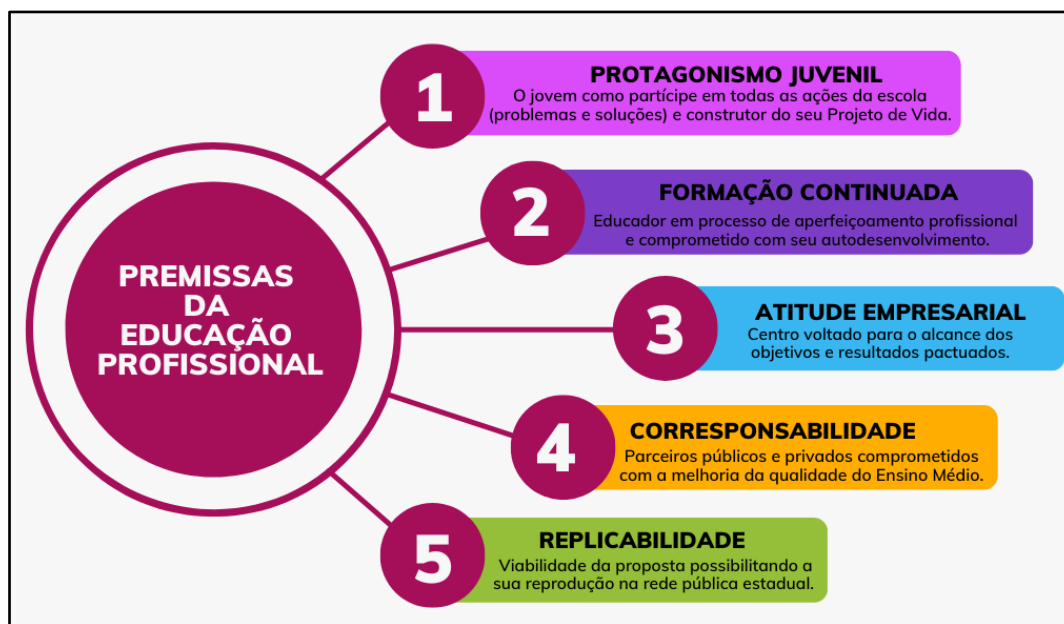 PREMISSAS
DA
EDUCAÇÃO
PROFISSIONAL
1
PROTAGONISMO JUVENIL
O jovem como partícipe em todas as ações da escola
(problemas e soluções) e construtor do seu Projeto de Vida.
2
FORMAÇÃO CONTINUADA
Educador em processo de aperfeiçoamento profissional
e comprometido com seu autodesenvolvimento.
3
ATITUDE EMPRESARIAL
Centro voltado para o alcance dos
objetivos e resultados pactuados.
4
CORRESPONSABILIDADE
Parceiros públicos e privados comprometidos
com a melhoria da qualidade do Ensino Médio.
5
REPLICABILIDADE
Viabilidade da proposta possibilitando a
sua reprodução na rede pública estadual.